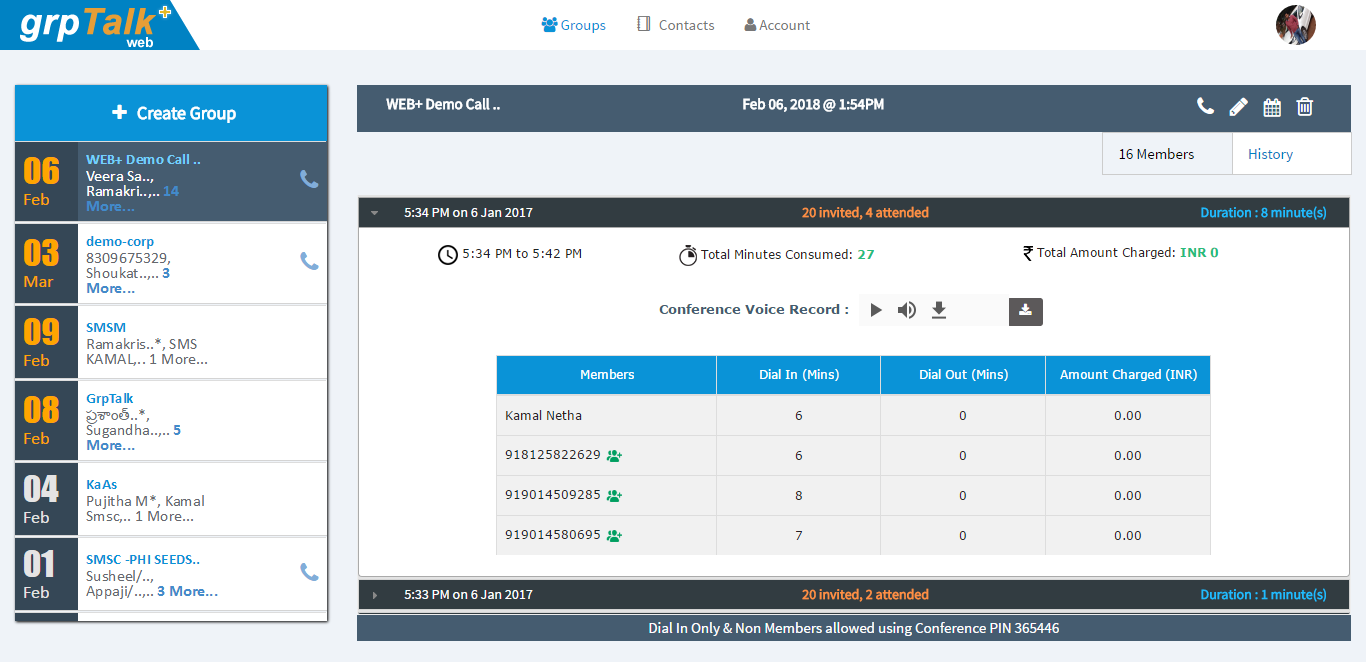 grpTalk+
web
Groups
Contacts
Account
Create Group
06
Feb
WEB+ Demo Call ..
Veera Sa..,
Ramakri..,.. 14
More...
03
Mar
demo-corp
8309675329,
Shoukat..,.. 3
More...
09
Feb
SMSM
Ramakris..*, SMS
KAMAL,.. 1 More...
08
Feb
GrpTalk
ప్రశాంత్..*,
Sugandha..,.. 5
More...
04
Feb
KaAs
Pujitha M*, Kamal
Smsc,.. 1 More...
01
Feb
SMSC -PHI SEEDS..
Susheel/..,
Appaji/..,.. 3 More...
WEB+ Demo Call .. Feb 06, 2018 @ 1:54PM
16 Members History
5:34 PM on 6 Jan 2017 20 invited, 4 attended Duration : 8 minute(s)
5:34 PM to 5:42 PM Total Minutes Consumed: 27 ₹ Total Amount Charged: INR 0
Conference Voice Record :
Members Dial In (Mins) Dial Out (Mins) Amount Charged (INR)
Kamal Netha 6 0 0.00
918125822629 6 0 0.00
919014509285 8 0 0.00
919014580695 7 0 0.00
5:33 PM on 6 Jan 2017 20 invited, 2 attended Duration : 1 minute(s)
Dial In Only & Non Members allowed using Conference PIN 365446